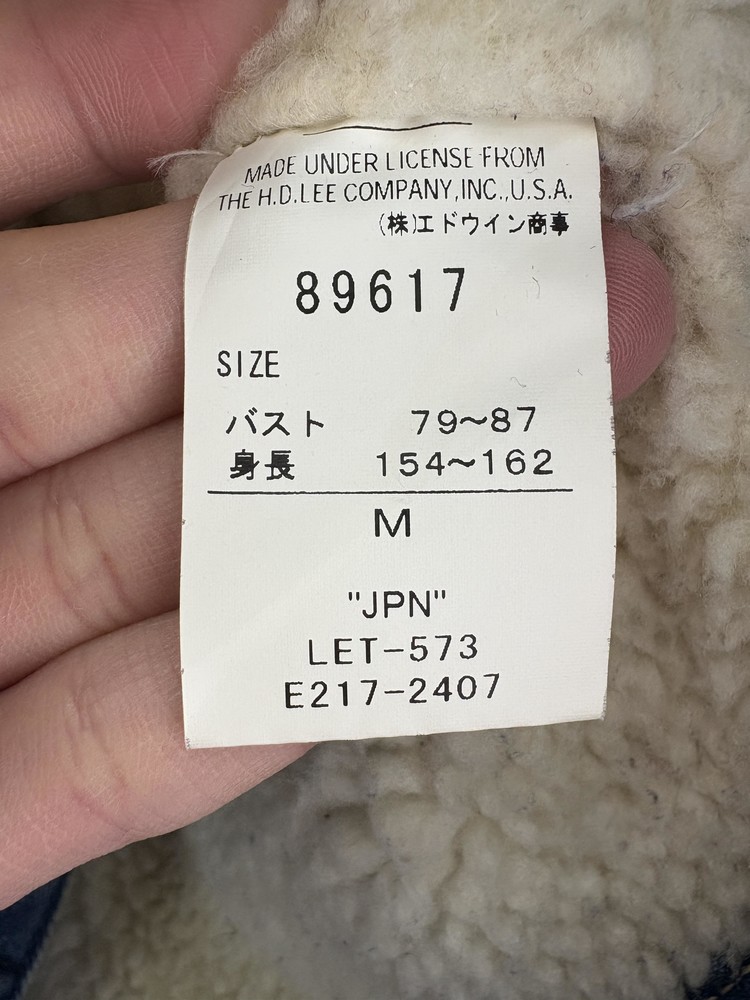 MADE UNDER LICENSE FROM
THE H.D.LEE COMPANY,INC.,U.S.A.
(株)エドウイン商事
89617
SIZE
バスト 79~87
身長 154~162
M
"JPN"
LET-573
E217-2407